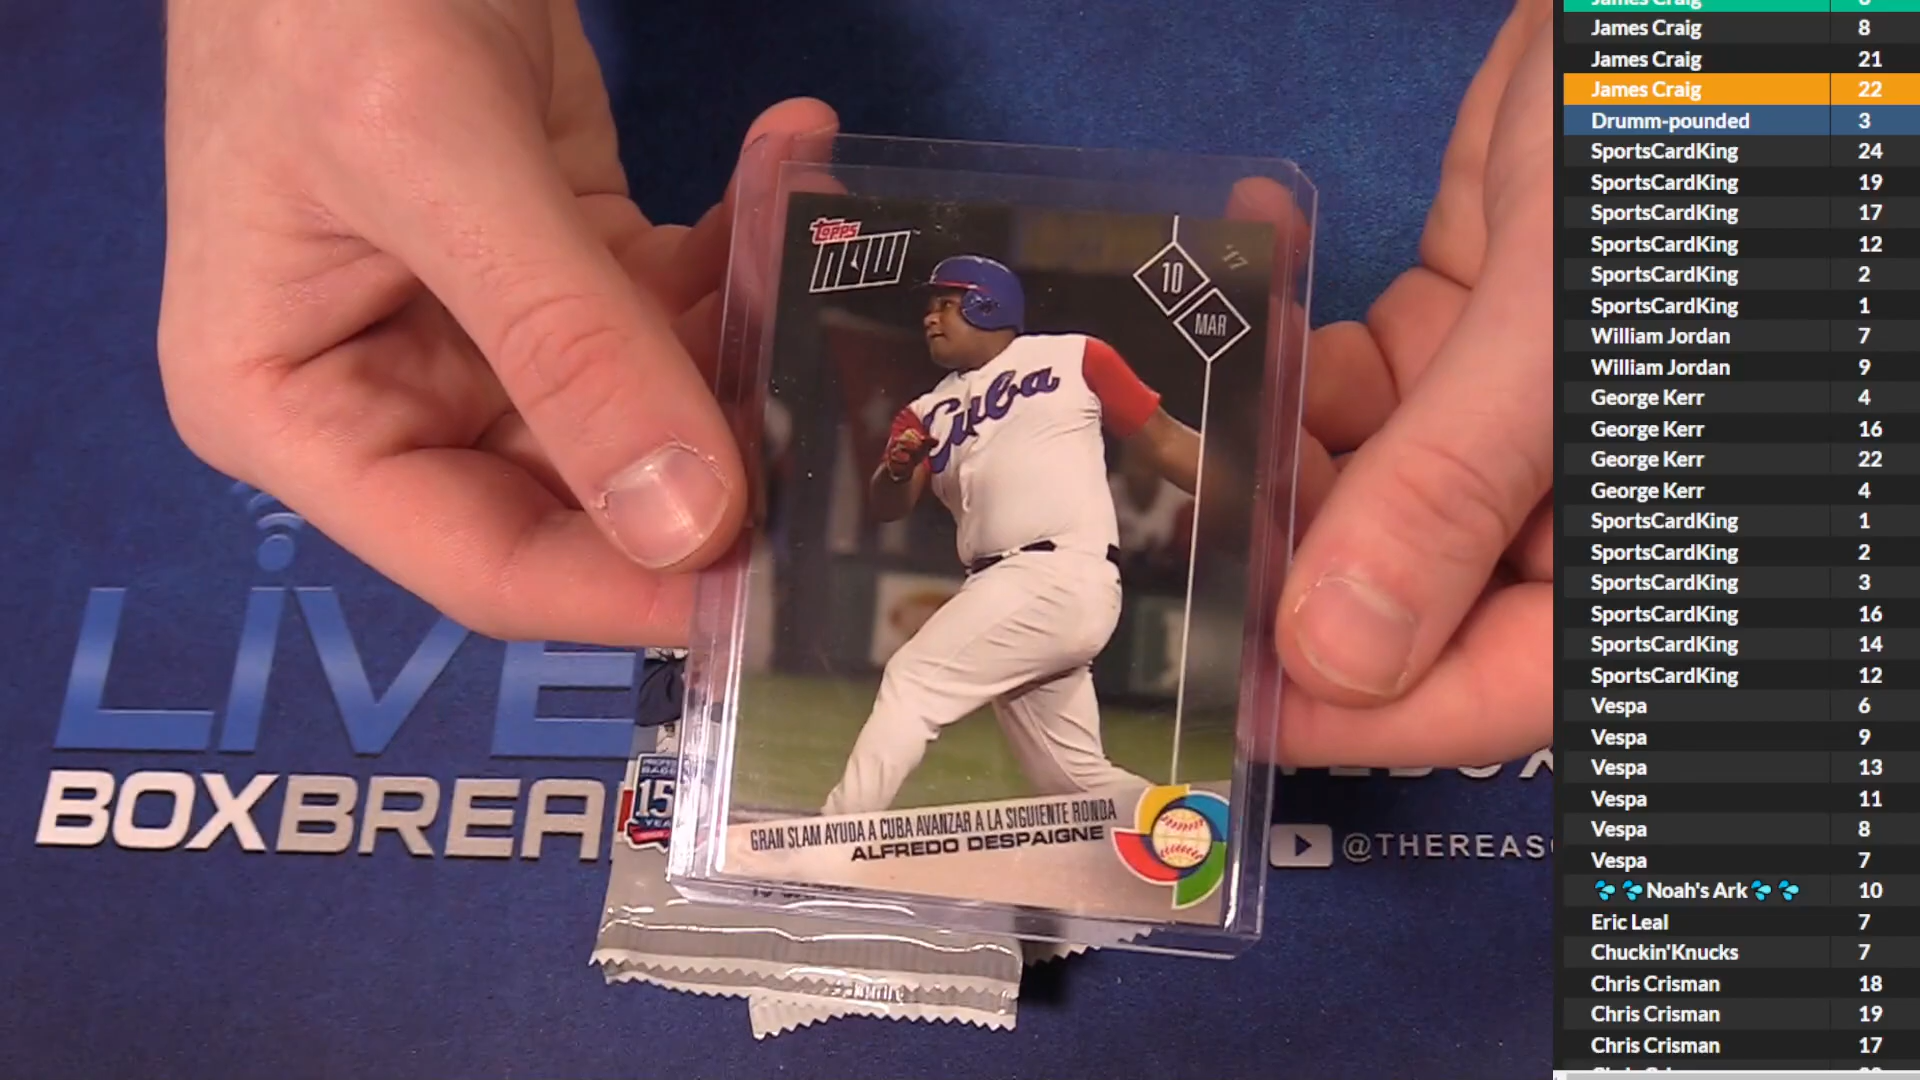 James Craig 8
James Craig 21
James Craig 22
Drumm-pounded 3
SportsCardKing 24
SportsCardKing 19
SportsCardKing 17
SportsCardKing 12
SportsCardKing 2
SportsCardKing 1
William Jordan 7
William Jordan 9
George Kerr 4
George Kerr 16
George Kerr 22
George Kerr 4
SportsCardKing 1
SportsCardKing 2
SportsCardKing 3
SportsCardKing 16
SportsCardKing 14
SportsCardKing 12
Vespa 6
Vespa 9
Vespa 13
Vespa 11
Vespa 8
Vespa 7
Noah's Ark 10
Eric Leal 7
Chuckin'Knucks 7
Chris Crisman 18
Chris Crisman 19
Chris Crisman 17
Topps
NOW
'17
10
MAR
Cuba
GRAN SLAM AYUDA A CUBA AVANZAR A LA SIGUIENTE RONDA
ALFREDO DESPAIGNE
LIVE
BOXBREA
@THEREAS
15